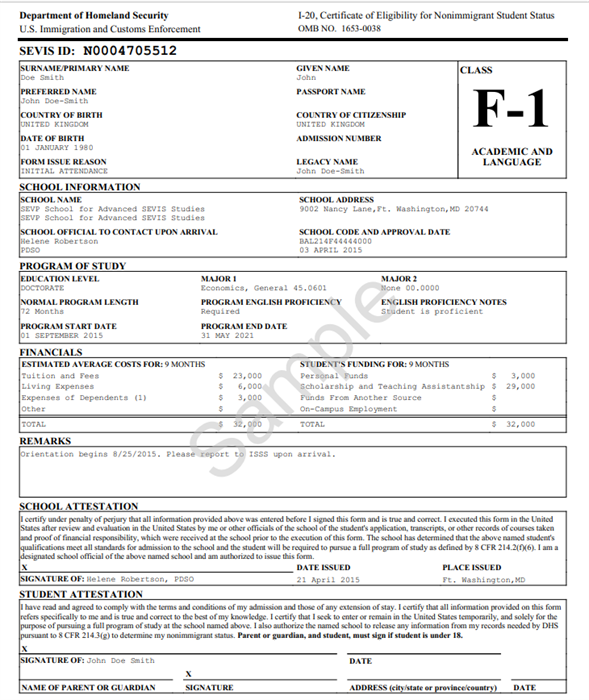 Department of Homeland Security
U.S. Immigration and Customs Enforcement
I-20, Certificate of Eligibility for Nonimmigrant Student Status
OMB NO. 1653-0038
SEVIS ID: N0004705512
SURNAME/PRIMARY NAME
Doe Smith
GIVEN NAME
John
CLASS
PREFERRED NAME
John Doe-Smith
PASSPORT NAME
F-1
COUNTRY OF BIRTH
UNITED KINGDOM
COUNTRY OF CITIZENSHIP
UNITED KINGDOM
DATE OF BIRTH
01 JANUARY 1980
ADMISSION NUMBER
ACADEMIC AND
LANGUAGE
FORM ISSUE REASON
INITIAL ATTENDANCE
LEGACY NAME
John Doe-Smith
SCHOOL INFORMATION
SCHOOL NAME
SEVP School for Advanced SEVIS Studies
SEVP School for Advanced SEVIS Studies
SCHOOL ADDRESS
9002 Nancy Lane,Ft. Washington,MD 20744
SCHOOL OFFICIAL TO CONTACT UPON ARRIVAL
Helene Robertson
PDSO
SCHOOL CODE AND APPROVAL DATE
BAL214F44444000
03 APRIL 2015
PROGRAM OF STUDY
EDUCATION LEVEL
DOCTORATE
MAJOR 1
Economics, General 45.0601
MAJOR 2
None 00.0000
NORMAL PROGRAM LENGTH
72 Months
PROGRAM ENGLISH PROFICIENCY
Required
ENGLISH PROFICIENCY NOTES
Student is proficient
PROGRAM START DATE
01 SEPTEMBER 2015
PROGRAM END DATE
31 MAY 2021
FINANCIALS
ESTIMATED AVERAGE COSTS FOR: 9 MONTHS
Tuition and Fees $ 23,000
Living Expenses $ 6,000
Expenses of Dependents (1) $ 3,000
Other $
TOTAL $ 32,000
STUDENT'S FUNDING FOR: 9 MONTHS
Personal Funds $ 3,000
Scholarship and Teaching Assistantship $ 29,000
Funds From Another Source $
On-Campus Employment $
TOTAL $ 32,000
Sample
REMARKS
Orientation begins 8/25/2015. Please report to ISSS upon arrival.
SCHOOL ATTESTATION
I certify under penalty of perjury that all information provided above was entered before I signed this form and is true and correct. I executed this form in the United
States after review and evaluation in the United States by me or other officials of the school of the student's application, transcripts, or other records of courses taken
and proof of financial responsibility, which were received at the school prior to the execution of this form. The school has determined that the above named student's
qualifications meet all standards for admission to the school and the student will be required to pursue a full program of study as defined by 8 CFR 214.2(f)(6). I am a
designated school official of the above named school and am authorized to issue this form.
X
SIGNATURE OF: Helene Robertson, PDSO
DATE ISSUED
21 April 2015
PLACE ISSUED
Ft. Washington,MD
STUDENT ATTESTATION
I have read and agreed to comply with the terms and conditions of my admission and those of any extension of stay. I certify that all information provided on this form
refers specifically to me and is true and correct to the best of my knowledge. I certify that I seek to enter or remain in the United States temporarily, and solely for the
purpose of pursuing a full program of study at the school named above. I also authorize the named school to release any information from my records needed by DHS
pursuant to 8 CFR 214.3(g) to determine my nonimmigrant status. Parent or guardian, and student, must sign if student is under 18.
X
SIGNATURE OF: John Doe Smith
DATE
X
NAME OF PARENT OR GUARDIAN
SIGNATURE
ADDRESS (city/state or province/country)
DATE